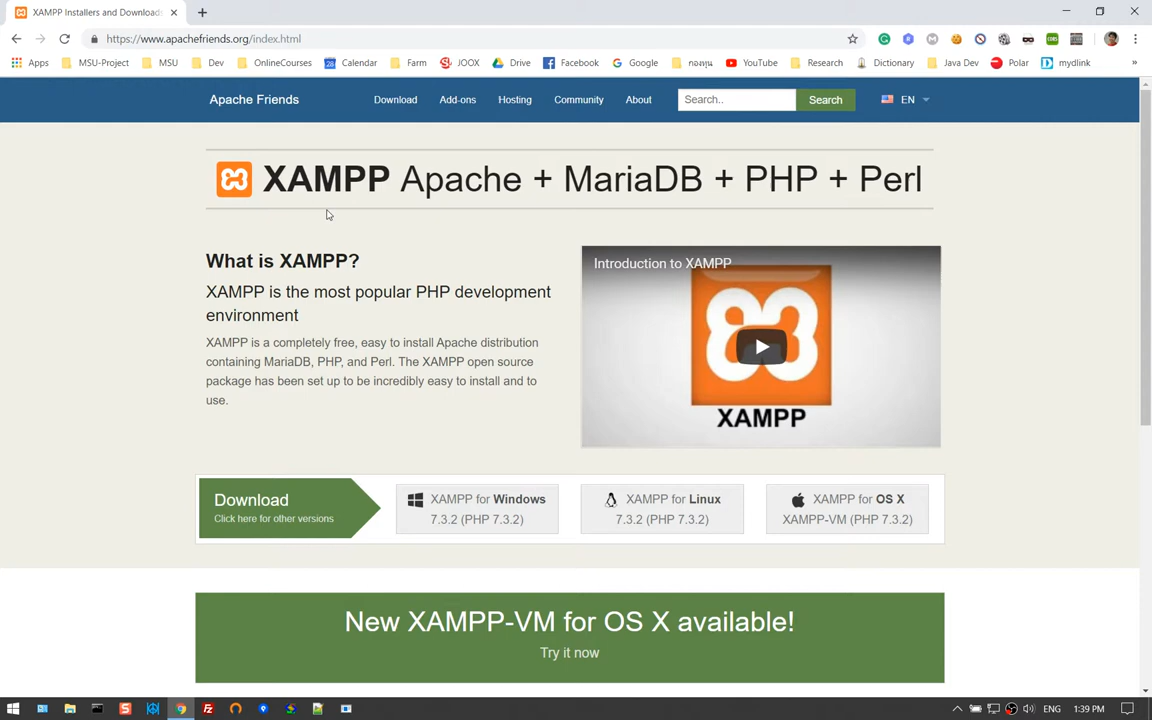 XAMPP Installers and Downloads
https://www.apachefriends.org/index.html
Apps MSU-Project MSU Dev OnlineCourses 28 Calendar Farm JOOX Drive Facebook Google กองทุน YouTube Research Dictionary Java Dev Polar mydlink »
Apache Friends Download Add-ons Hosting Community About Search.. Search EN
XAMPP Apache + MariaDB + PHP + Perl
What is XAMPP?
XAMPP is the most popular PHP development
environment
XAMPP is a completely free, easy to install Apache distribution
containing MariaDB, PHP, and Perl. The XAMPP open source
package has been set up to be incredibly easy to install and to
use.
Introduction to XAMPP
XAMPP
Download
Click here for other versions
XAMPP for Windows
7.3.2 (PHP 7.3.2)
XAMPP for Linux
7.3.2 (PHP 7.3.2)
XAMPP for OS X
XAMPP-VM (PHP 7.3.2)
New XAMPP-VM for OS X available!
Try it now
ENG 1:39 PM